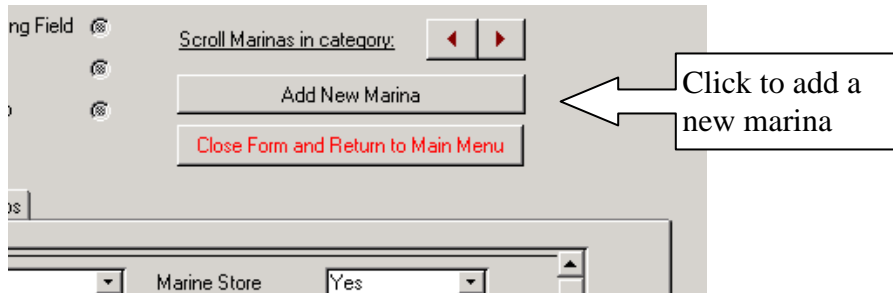 ng Field
Scroll Marinas in category:
Add New Marina
Click to add a
new marina
Close Form and Return to Main Menu
Marine Store
Yes